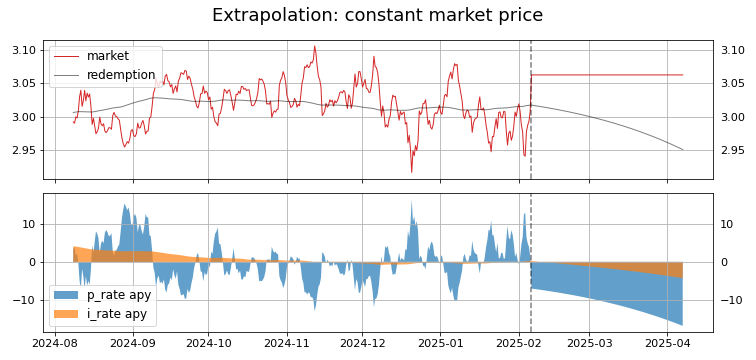 Extrapolation: constant market price
3.10 3.10
market
redemption
3.05 3.05
3.00 3.00
2.95 2.95
10 10
0 0
−10 −10
p_rate apy
i_rate apy
2024-08 2024-09 2024-10 2024-11 2024-12 2025-01 2025-02 2025-03 2025-04